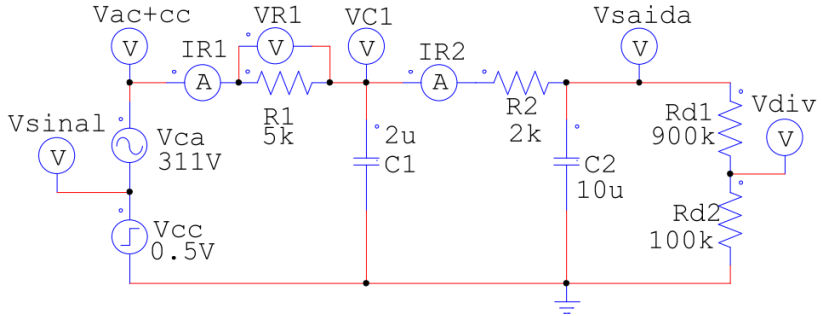 Vac+cc
IR1
VR1
VC1
IR2
Vsaida
V
V
V
V
A
A
R1
5k
R2
2k
Rd1
900k
Vdiv
V
Vsinal
V
Vca
311V
2u
C1
C2
10u
Rd2
100k
Vcc
0.5V